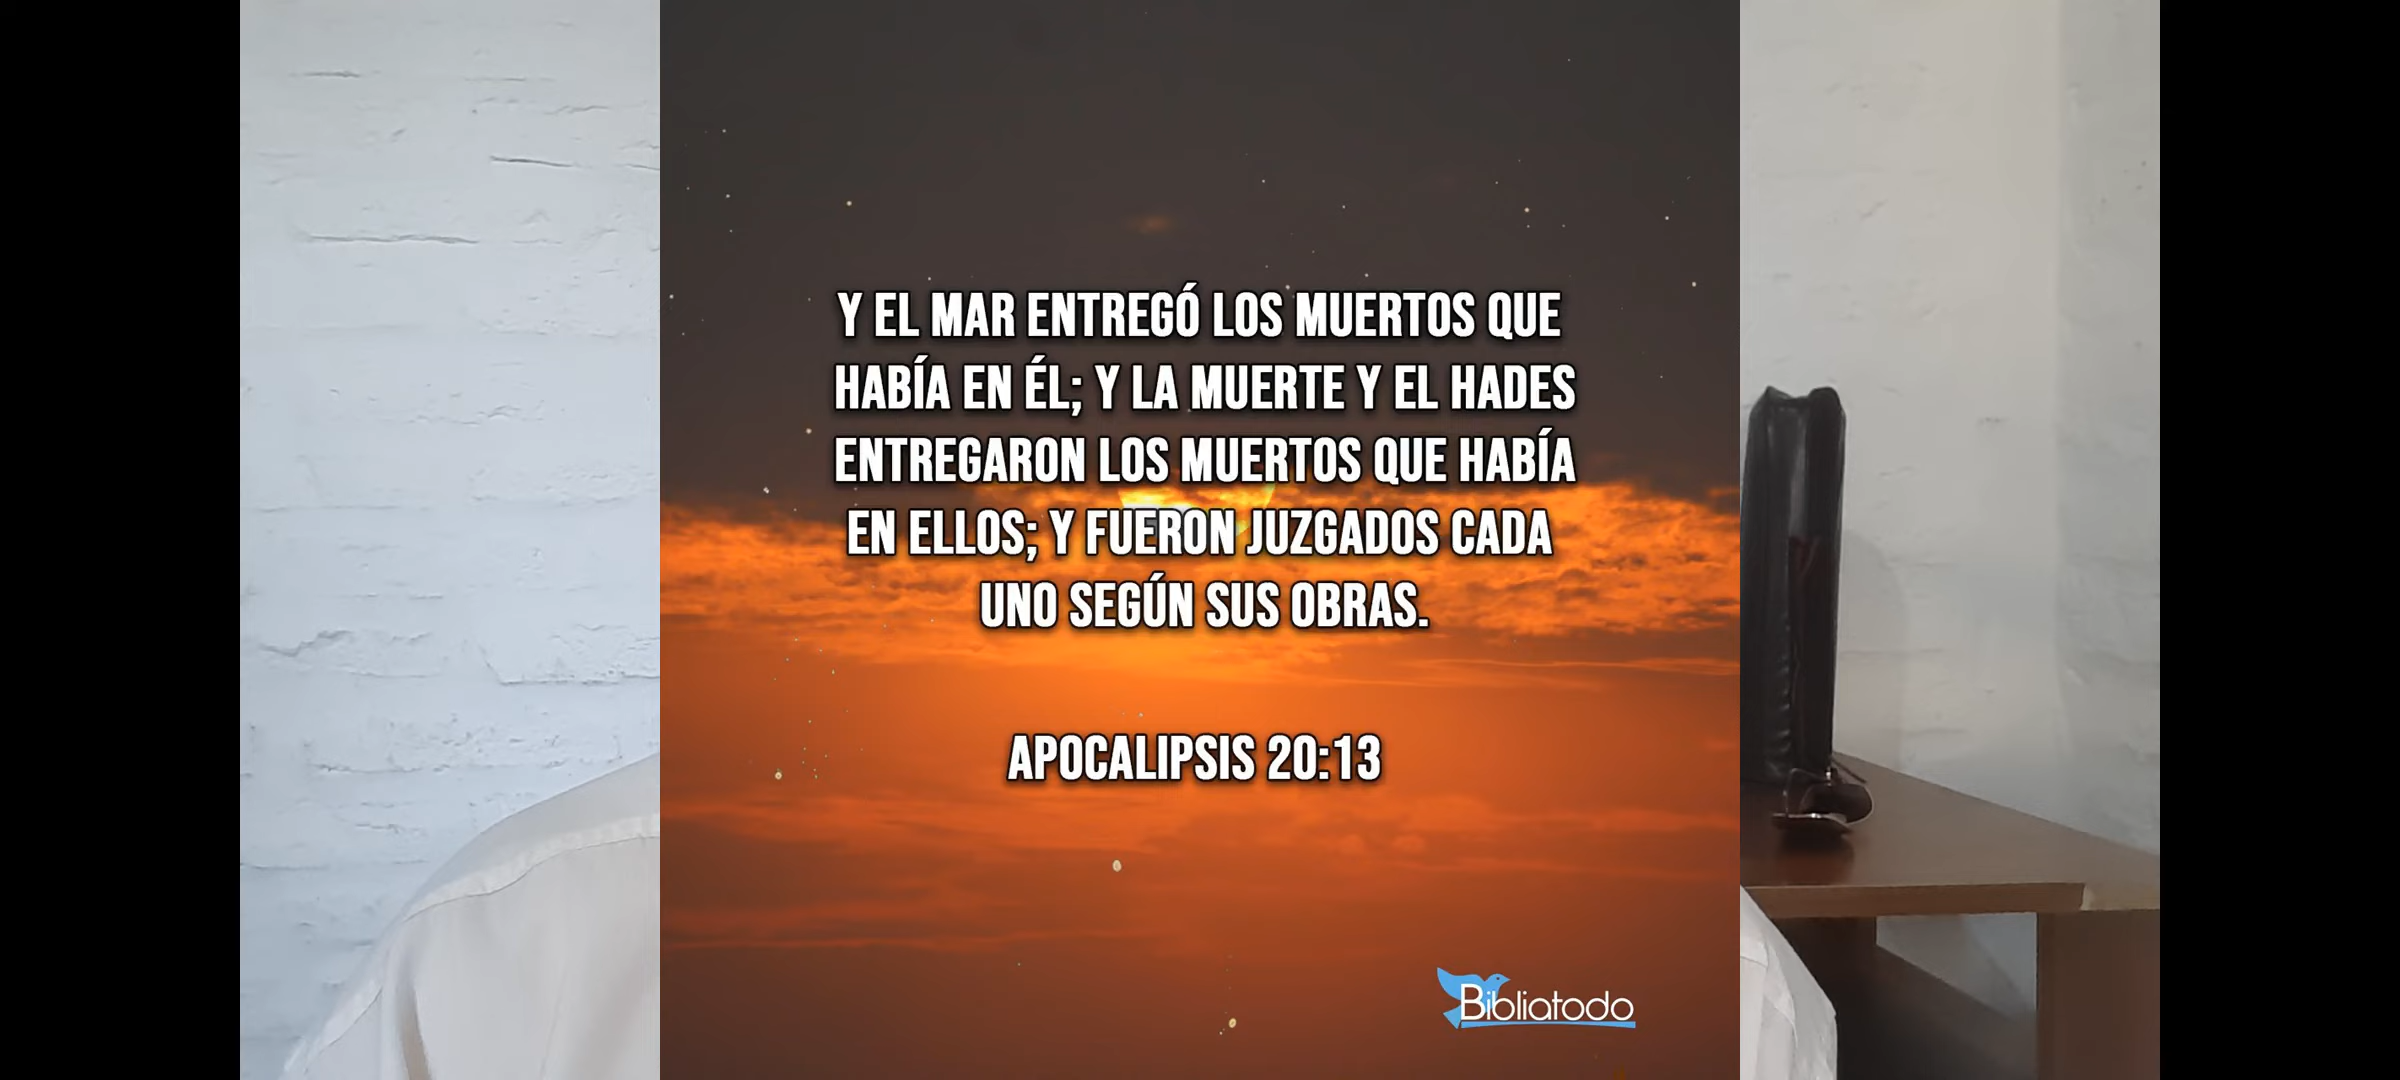 Y EL MAR ENTREGÓ LOS MUERTOS QUE
HABÍA EN ÉL; Y LA MUERTE Y EL HADES
ENTREGARON LOS MUERTOS QUE HABÍA
EN ELLOS; Y FUERON JUZGADOS CADA
UNO SEGÚN SUS OBRAS.
APOCALIPSIS 20:13
Bibliatodo